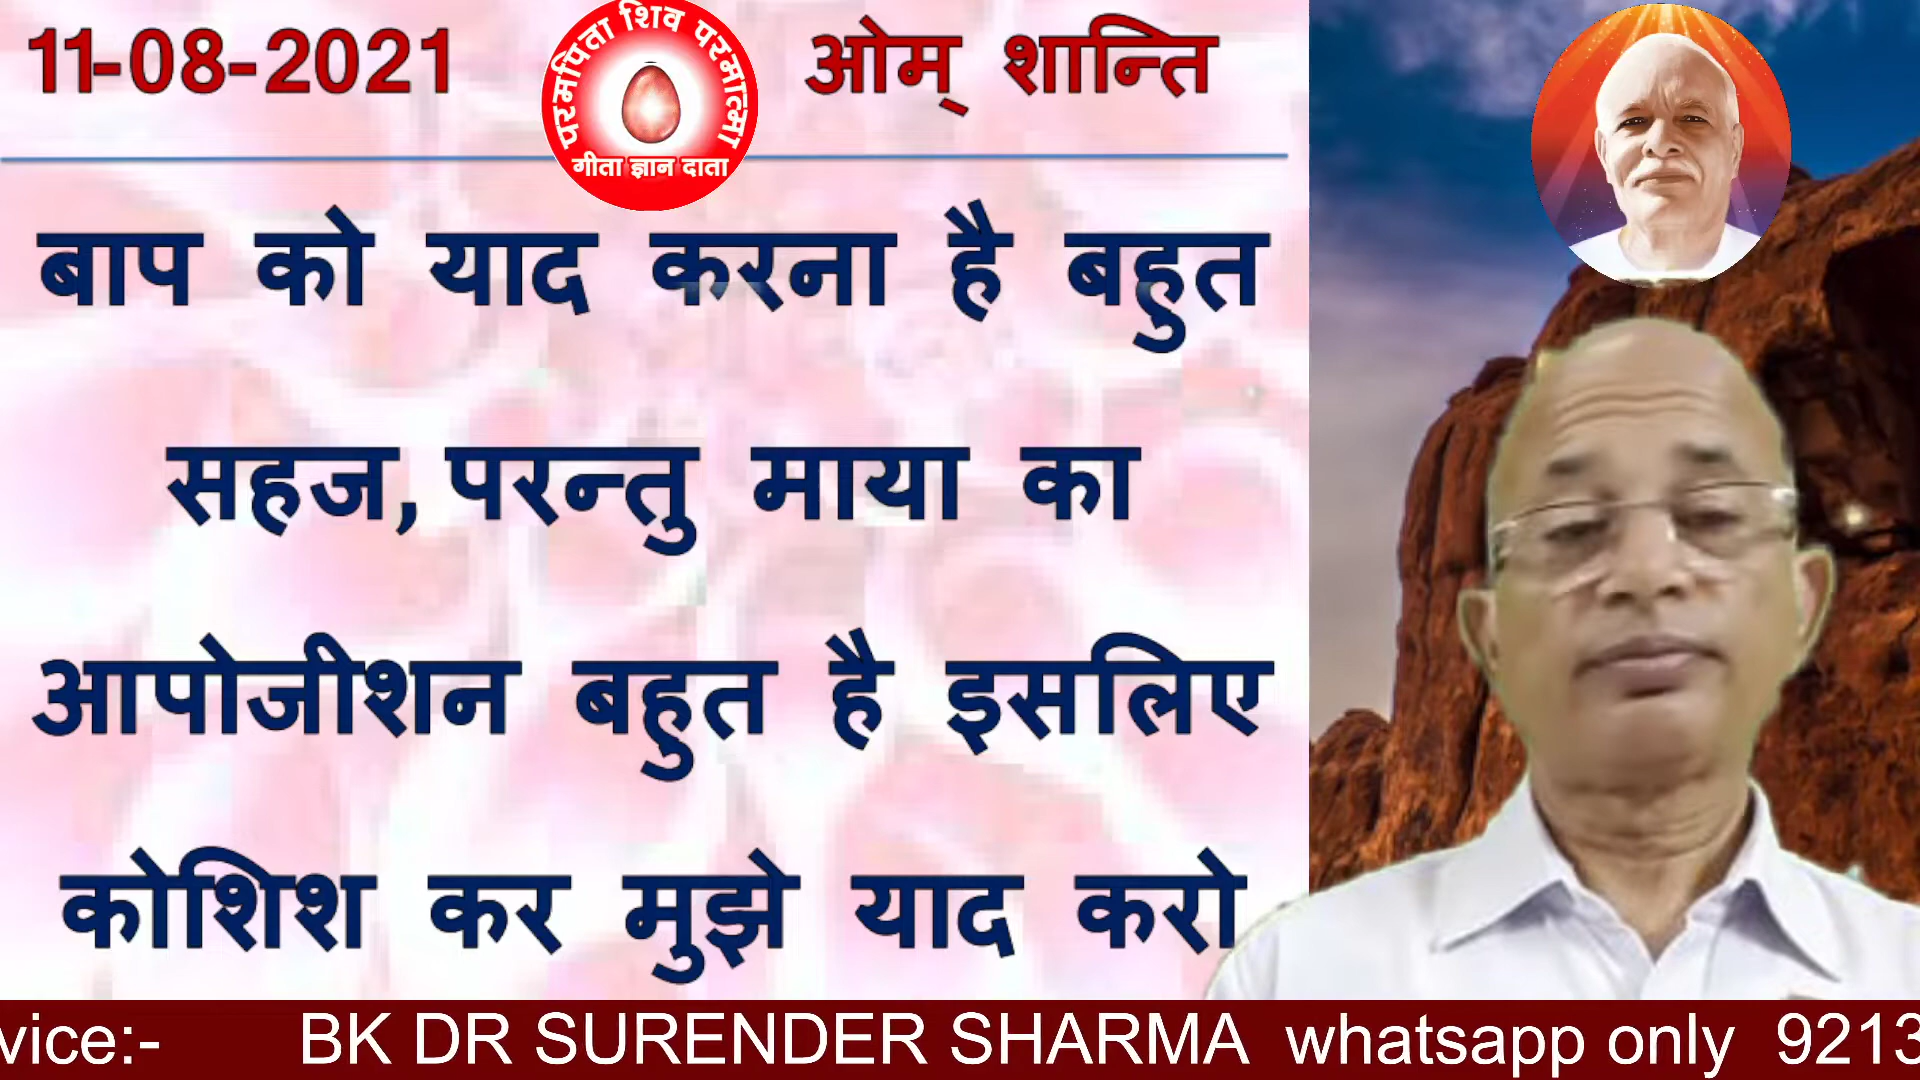 11-08-2021
परमपिता शिव परमात्मा
गीता ज्ञान दाता
ओम् शान्ति
बाप को याद करना है बहुत
सहज, परन्तु माया का
आपोजीशन बहुत है इसलिए
कोशिश कर मुझे याद करो
vice:- BK DR SURENDER SHARMA whatsapp only 9213